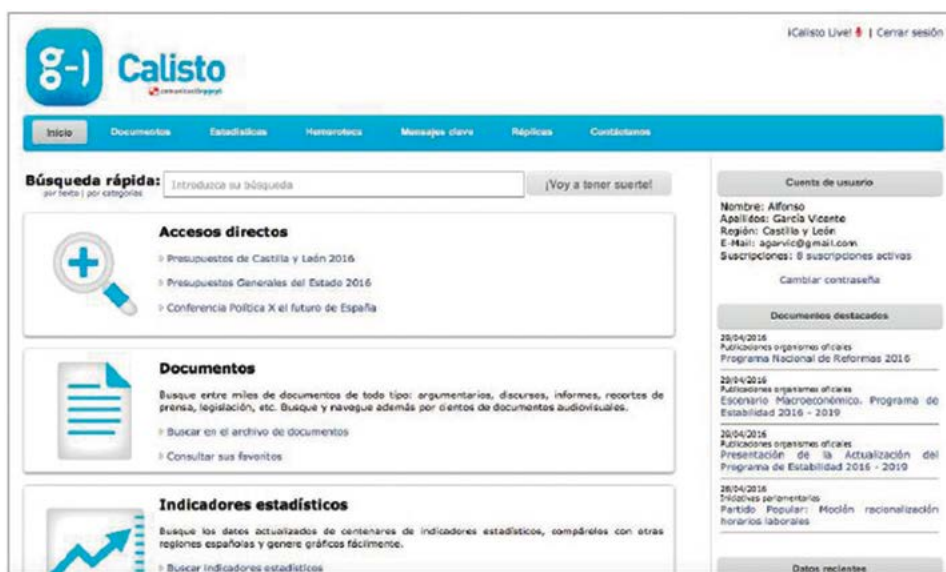 ¡Calisto Live! | Cerrar sesión
g-)
Calisto
Inicio Documentos Estadísticas Hemeroteca Mensajes clave Réplicas Contáctanos
Búsqueda rápida: Introduzca su búsqueda ¡Voy a tener suerte!
por texto | por categorías
Accesos directos
Presupuestos de Castilla y León 2016
Presupuestos Generales del Estado 2016
Conferencia Política X el futuro de España
Documentos
Busque entre miles de documentos de todo tipo: argumentarios, discursos, informes, recortes de
prensa, legislación, etc. Busque y navegue además por cientos de documentos audiovisuales.
Buscar en el archivo de documentos
Consultar sus favoritos
Indicadores estadísticos
Busque los datos actualizados de centenares de indicadores estadísticos, compárelos con otras
regiones españolas y genere gráficos fácilmente.
Buscar indicadores estadísticos
Cuenta de usuario
Nombre: Alfonso
Apellidos: García Vicente
Región: Castilla y León
E-Mail: agarvic@gmail.com
Suscripciones: 8 suscripciones activas
Cambiar contraseña
Documentos destacados
29/04/2016
Publicaciones organismos oficiales
Programa Nacional de Reformas 2016
29/04/2016
Publicaciones organismos oficiales
Escenario Macroeconómico. Programa de
Estabilidad 2016 - 2019
29/04/2016
Publicaciones organismos oficiales
Presentación de la Actualización del
Programa de Estabilidad 2016 - 2019
28/04/2016
Iniciativas parlamentarias
Partido Popular: Moción racionalización
horarios laborales
Datos recientes